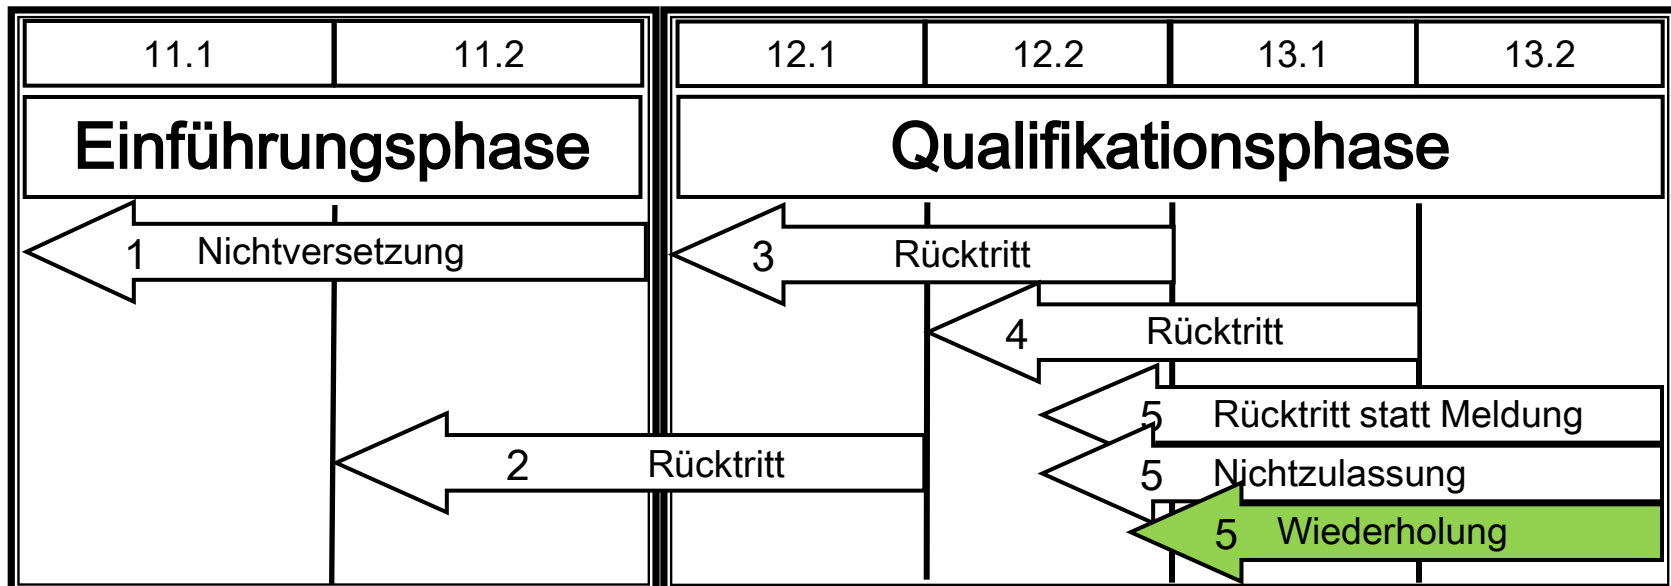 11.1 11.2 12.1 12.2 13.1 13.2
Einführungsphase Qualifikationsphase
1 Nichtversetzung 3 Rücktritt
4 Rücktritt
5 Rücktritt statt Meldung
2 Rücktritt 5 Nichtzulassung
5 Wiederholung